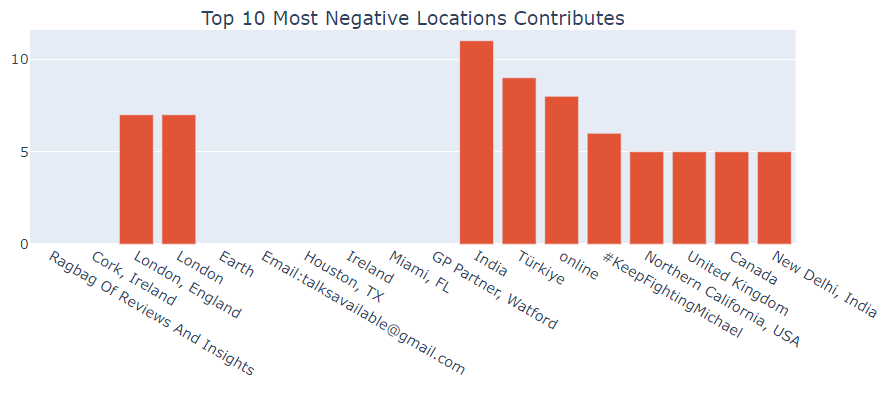 Top 10 Most Negative Locations Contributes
10
5
0
Ragbag Of Reviews And Insights
Cork, Ireland
London, England
London
Earth
Email:talksavailable@gmail.com
Houston, TX
Ireland
Miami, FL
GP Partner, Watford
India
Türkiye
online
#KeepFightingMichael
Northern California, USA
United Kingdom
Canada
New Delhi, India